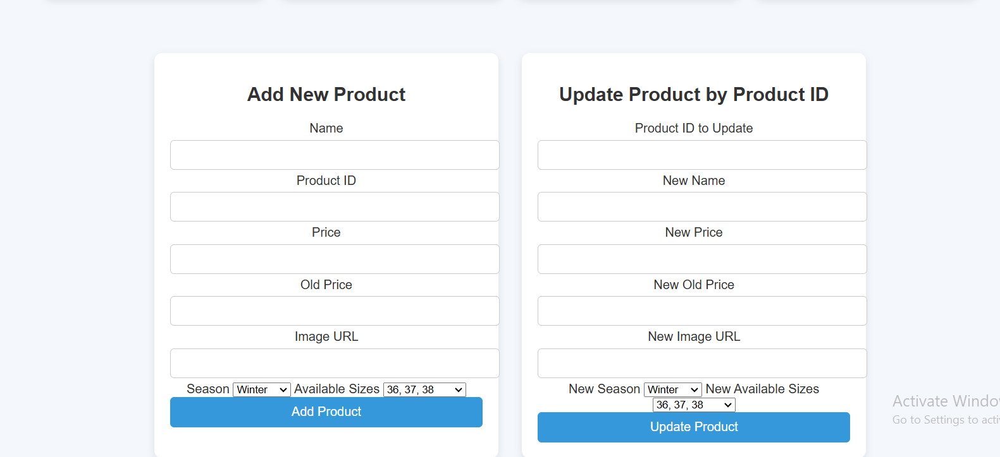 Add New Product
Name
Product ID
Price
Old Price
Image URL
Season Winter Available Sizes 36, 37, 38
Add Product
Update Product by Product ID
Product ID to Update
New Name
New Price
New Old Price
New Image URL
New Season Winter New Available Sizes
36, 37, 38
Update Product
Activate Windo
Go to Settings to acti